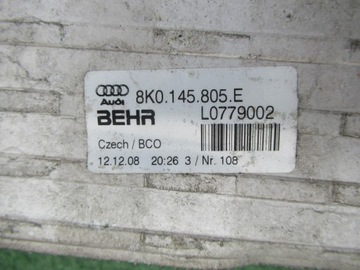 Audi 8K0.145.805.E
BEHR L0779002
Czech / BCO
12.12.08 20:26 3 / Nr. 108